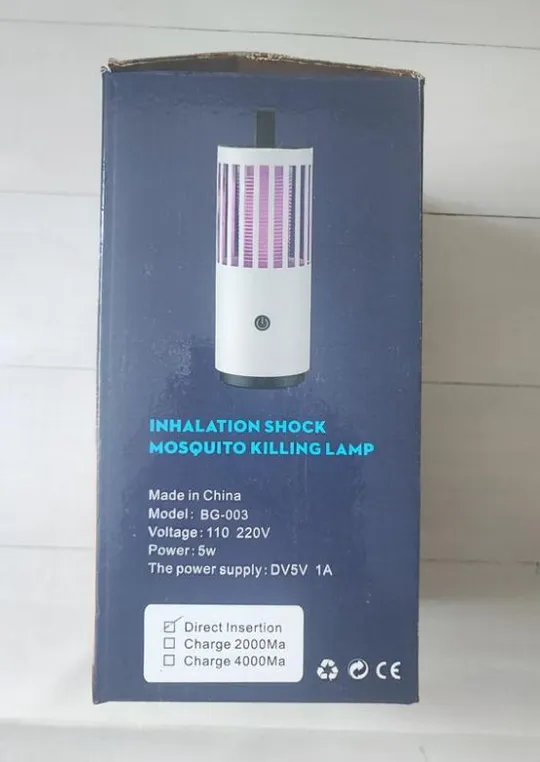 INHALATION SHOCK
MOSQUITO KILLING LAMP
Made in China
Model: BG-003
Voltage:110 220V
Power:5w
The power supply:DV5V 1A
Direct Insertion
Charge 2000Ma
Charge 4000Ma
CE